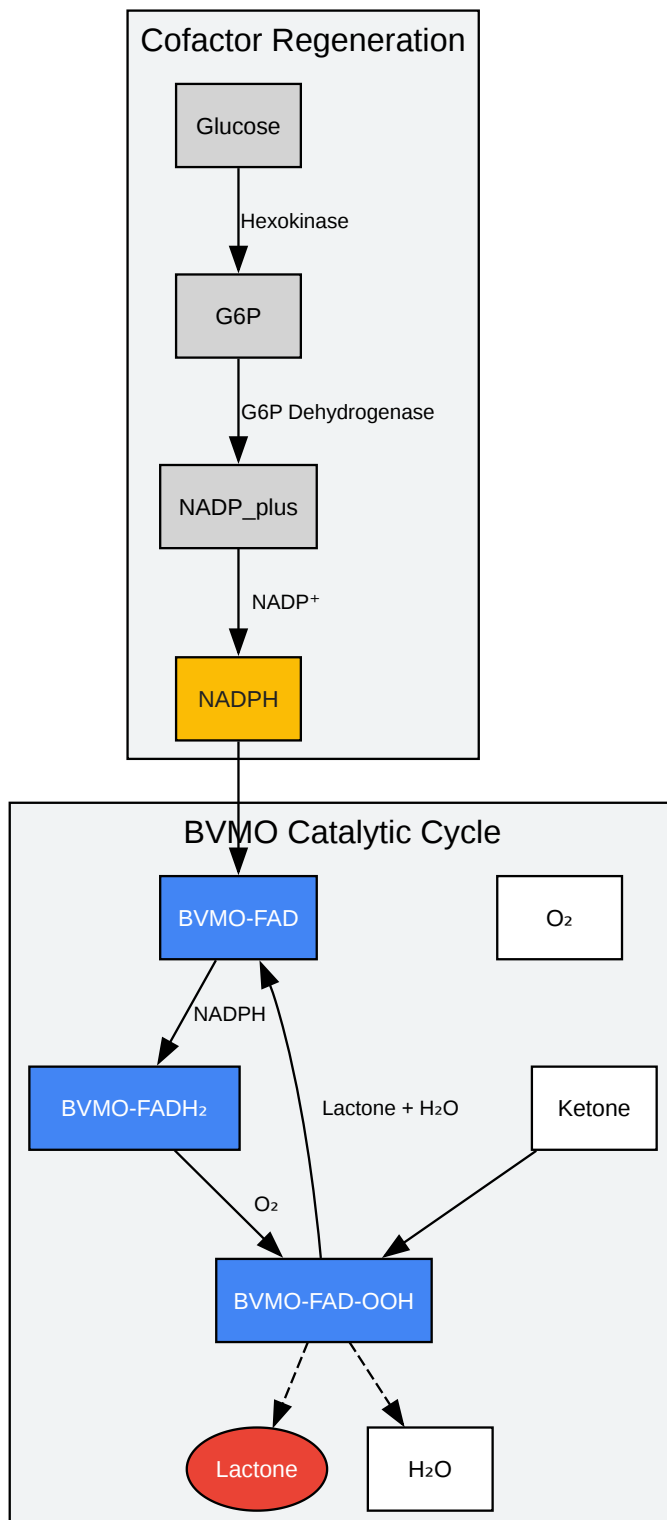 Cofactor Regeneration
Glucose
Hexokinase
G6P
G6P Dehydrogenase
NADP_plus
NADP⁺
NADPH
BVMO Catalytic Cycle
BVMO-FAD
O₂
NADPH
BVMO-FADH₂
Lactone + H₂O
Ketone
O₂
BVMO-FAD-OOH
Lactone
H₂O